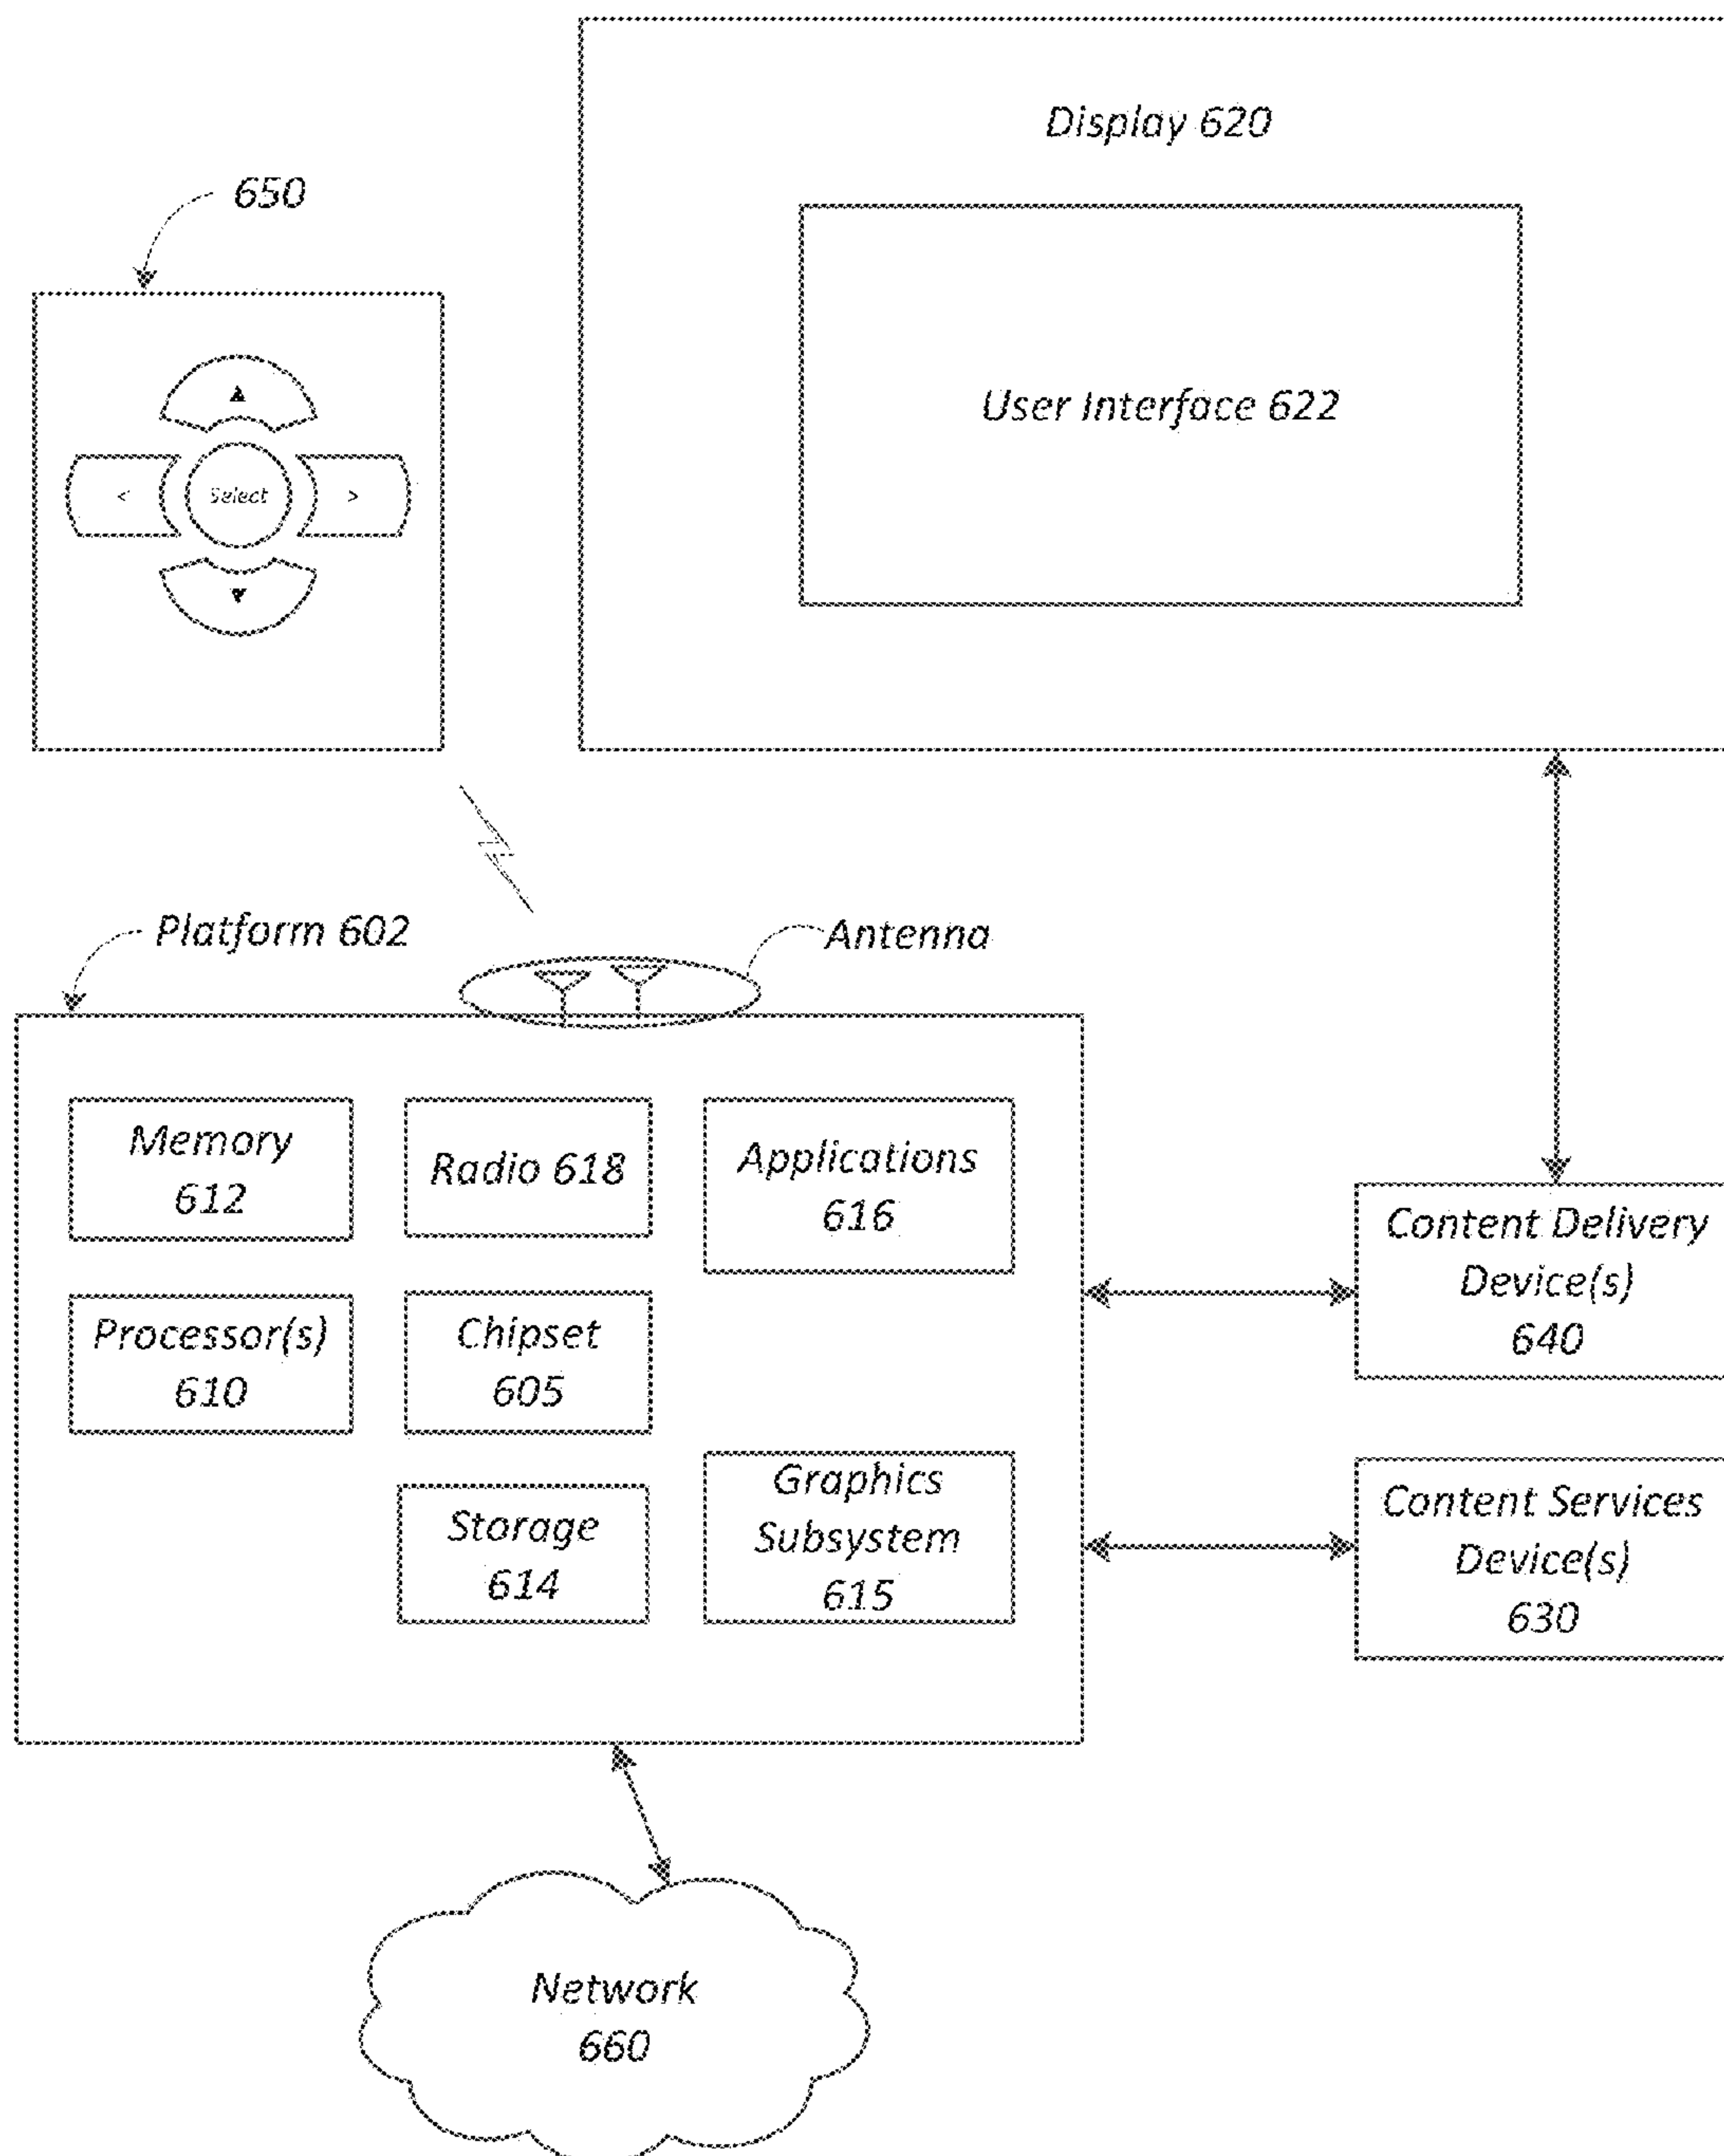 Display 620
650
User Interface 622
<
Select
>
Platform 602
Antenna
Memory
612
Radio 618
Applications
616
Processor(s)
610
Chipset
605
Storage
614
Graphics
Subsystem
615
Content Delivery
Device(s)
640
Content Services
Device(s)
630
Network
660